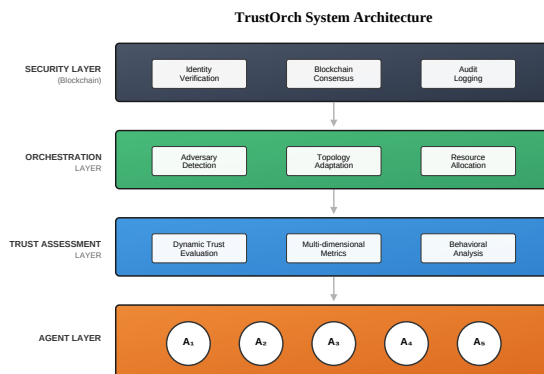 TrustOrch System Architecture
SECURITY LAYER
(Blockchain)
Identity
Verification
Blockchain
Consensus
Audit
Logging
ORCHESTRATION
LAYER
Adversary
Detection
Topology
Adaptation
Resource
Allocation
TRUST ASSESSMENT
LAYER
Dynamic Trust
Evaluation
Multi-dimensional
Metrics
Behavioral
Analysis
AGENT LAYER
A₁
A₂
A₃
A₄
A₅